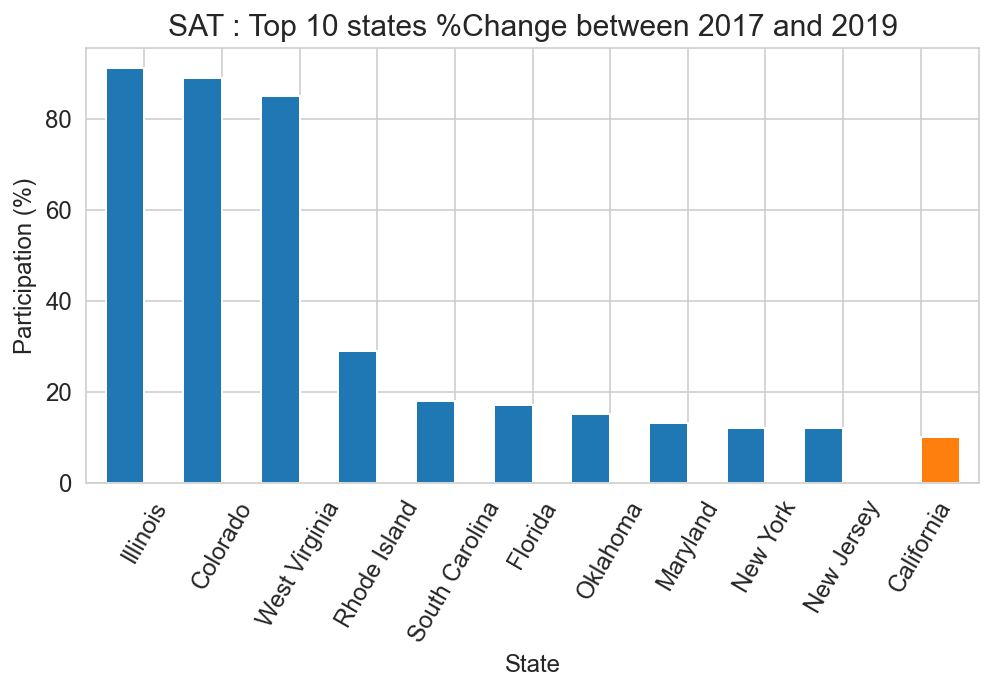 SAT : Top 10 states %Change between 2017 and 2019
Participation (%)
80
60
40
20
0
Illinois
Colorado
West Virginia
Rhode Island
South Carolina
Florida
Oklahoma
Maryland
New York
New Jersey
California
State